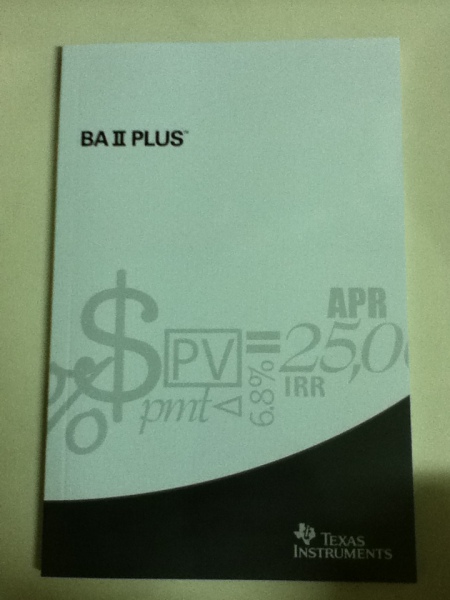 BA II PLUS™
APR
$ PV = 25,0
% pmt 6.8% IRR
TEXAS
INSTRUMENTS